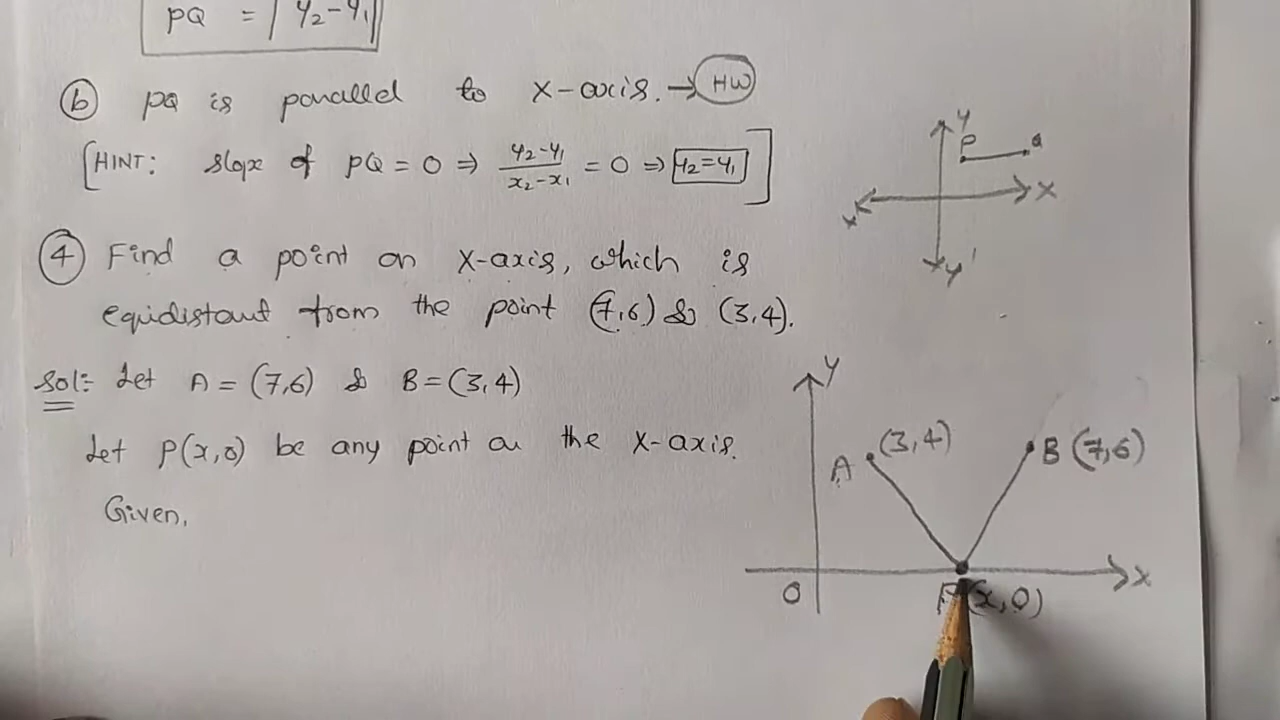 PQ = |y₂-y₁|
ⓑ PQ is parallel to X-axis. → HW
[HINT: slope of PQ = 0 ⇒ y₂-y₁/x₂-x₁ = 0 ⇒ y₂=y₁]
y
P Q
X
x'
y'
④ Find a point on X-axis, which is
equidistant from the point (7,6) & (3,4).
Sol:- Let A = (7,6) & B = (3,4)
Let P(x,0) be any point on the X-axis.
Given,
Y
A (3,4) B (7,6)
X
O P(x,0)